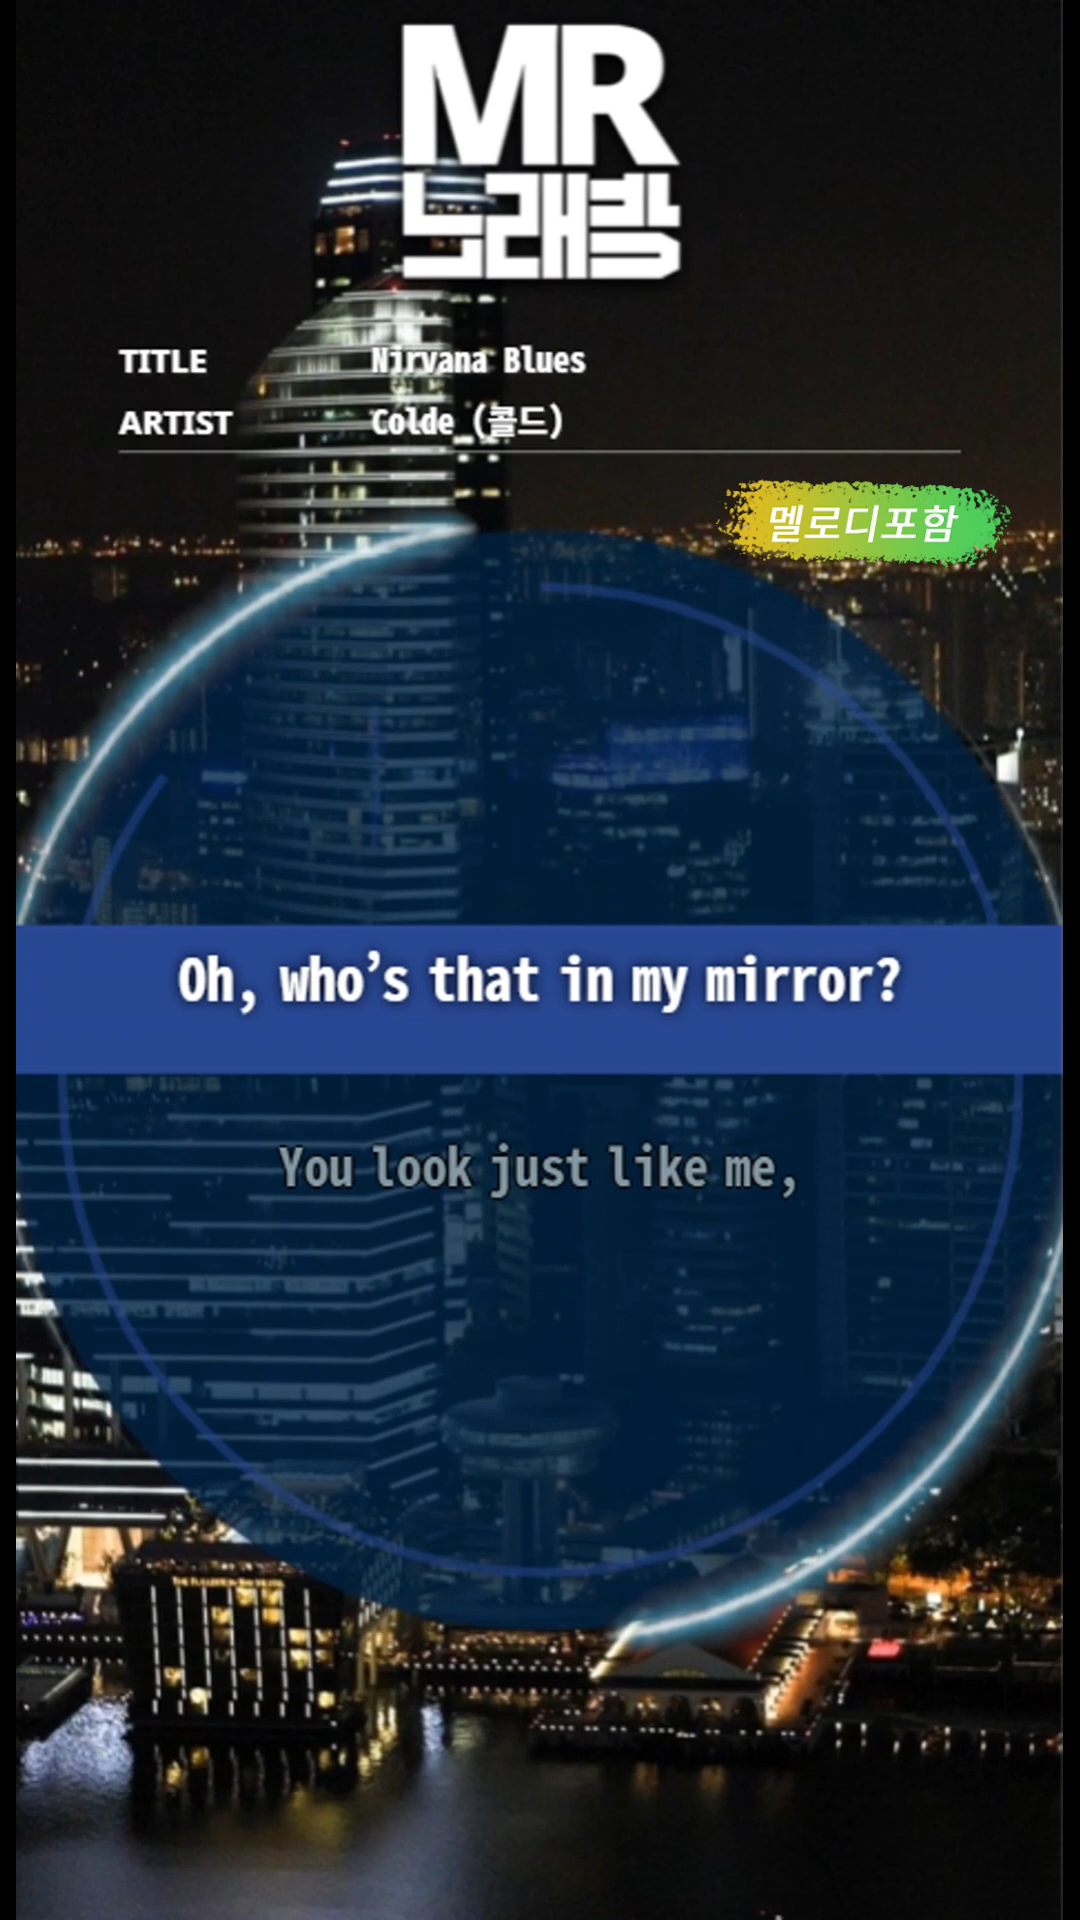 MR
노래방
TITLE Nirvana Blues
ARTIST Colde (콜드)
멜로디포함
Oh, who’s that in my mirror?
You look just like me,